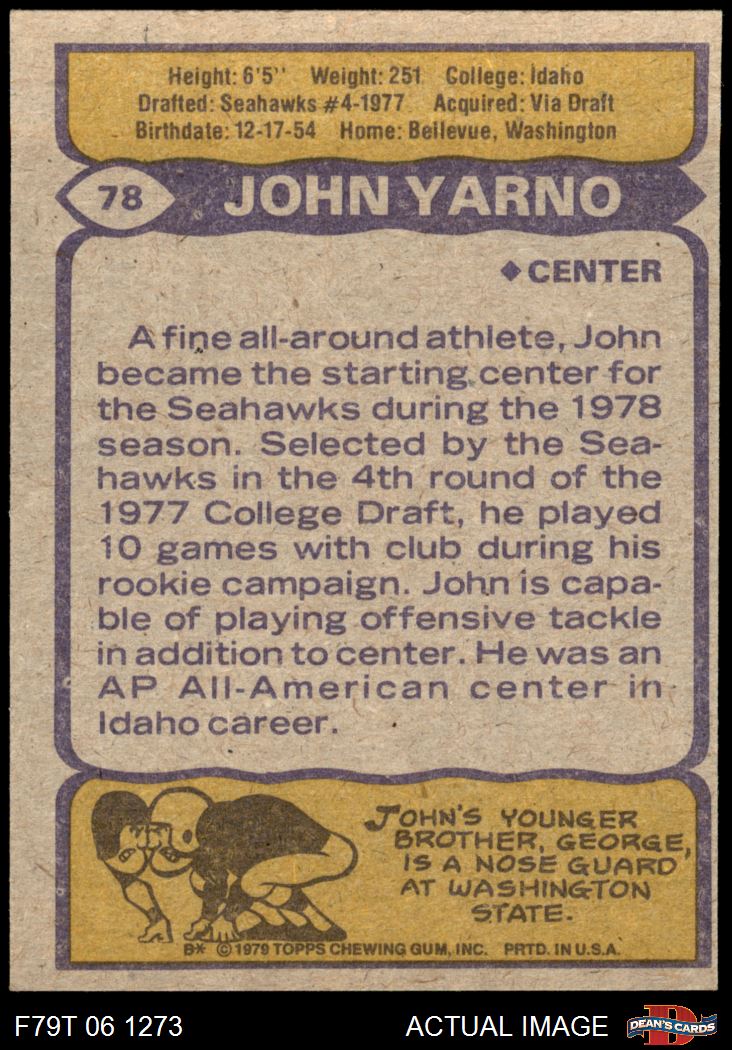 Height: 6'5'' Weight: 251 College: Idaho
Drafted: Seahawks #4-1977 Acquired: Via Draft
Birthdate: 12-17-54 Home: Bellevue, Washington
78 JOHN YARNO
◆ CENTER
A fine all-around athlete, John
became the starting center for
the Seahawks during the 1978
season. Selected by the Sea-
hawks in the 4th round of the
1977 College Draft, he played
10 games with club during his
rookie campaign. John is capa-
ble of playing offensive tackle
in addition to center. He was an
AP All-American center in
Idaho career.
JOHN'S YOUNGER
BROTHER, GEORGE,
IS A NOSE GUARD
AT WASHINGTON
STATE.
B* © 1979 TOPPS CHEWING GUM, INC. PRTD. IN U.S.A.
F79T 06 1273 ACTUAL IMAGE D DEAN'S CARDS